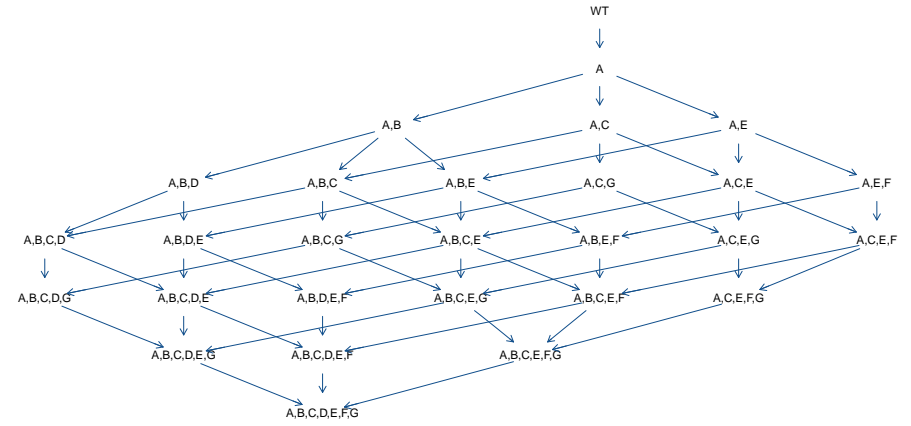 WT
A
A,B A,C A,E
A,B,D A,B,C A,B,E A,C,G A,C,E A,E,F
A,B,C,D A,B,D,E A,B,C,G A,B,C,E A,B,E,F A,C,E,G A,C,E,F
A,B,C,D,G A,B,C,D,E A,B,D,E,F A,B,C,E,G A,B,C,E,F A,C,E,F,G
A,B,C,D,E,G A,B,C,D,E,F A,B,C,E,F,G
A,B,C,D,E,F,G